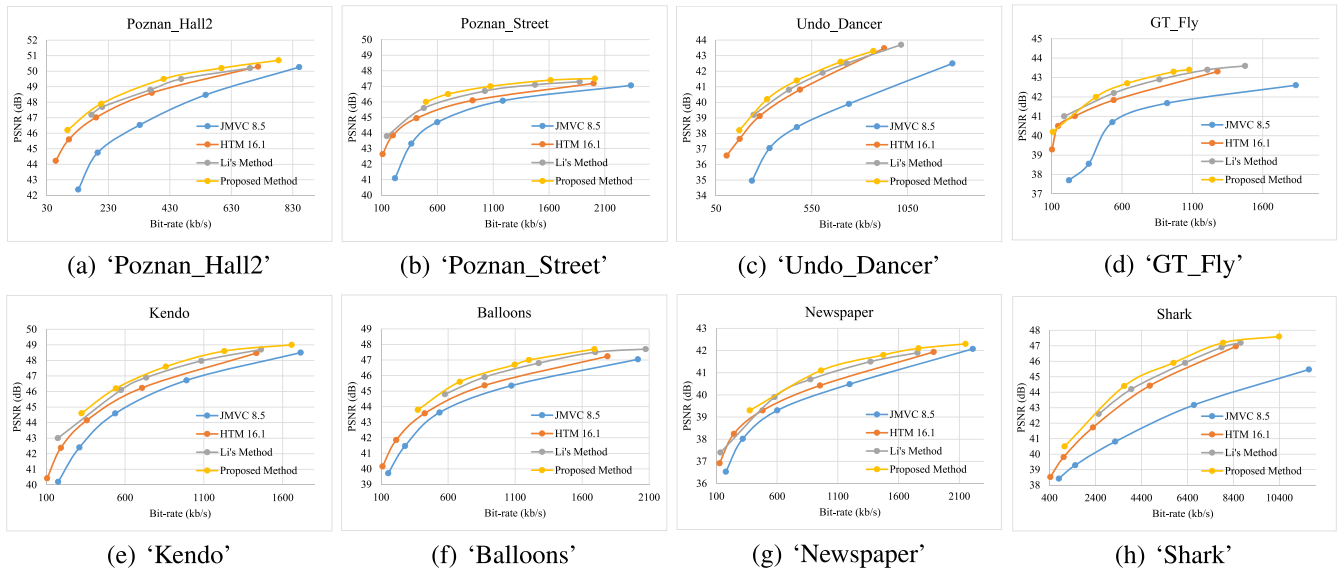 Poznan_Hall2
PSNR (dB)
52
51
50
49
48
47
46
45
44
43
42
30 230 430 630 830
Bit-rate (kb/s)
JMVC 8.5
HTM 16.1
Li's Method
Proposed Method
(a) ‘Poznan_Hall2’
Poznan_Street
PSNR (dB)
49
48
47
46
45
44
43
42
41
40
100 600 1100 1600 2100
Bit-rate (kb/s)
JMVC 8.5
HTM 16.1
Li's Method
Proposed Method
(b) ‘Poznan_Street’
Undo_Dancer
PSNR (dB)
44
43
42
41
40
39
38
37
36
35
34
50 550 1050
Bit-rate (kb/s)
JMVC 8.5
HTM 16.1
Li's Method
Proposed Method
(c) ‘Undo_Dancer’
GT_Fly
PSNR (dB)
45
44
43
42
41
40
39
38
37
100 600 1100 1600
Bit-rate (kb/s)
JMVC 8.5
HTM 16.1
Li's Method
Proposed Method
(d) ‘GT_Fly’
Kendo
PSNR (dB)
50
49
48
47
46
45
44
43
42
41
40
100 600 1100 1600
Bit-rate (kb/s)
JMVC 8.5
HTM 16.1
Li's Method
Proposed Method
(e) ‘Kendo’
Balloons
PSNR (dB)
49
48
47
46
45
44
43
42
41
40
39
100 600 1100 1600 2100
Bit-rate (kb/s)
JMVC 8.5
HTM 16.1
Li's Method
Proposed Method
(f) ‘Balloons’
Newspaper
PSNR (dB)
43
42
41
40
39
38
37
36
100 600 1100 1600 2100
Bit-rate (kb/s)
JMVC 8.5
HTM 16.1
Li's Method
Proposed Method
(g) ‘Newspaper’
Shark
PSNR (dB)
48
47
46
45
44
43
42
41
40
39
38
400 2400 4400 6400 8400 10400
Bit-rate (kb/s)
JMVC 8.5
HTM 16.1
Li's Method
Proposed Method
(h) ‘Shark’